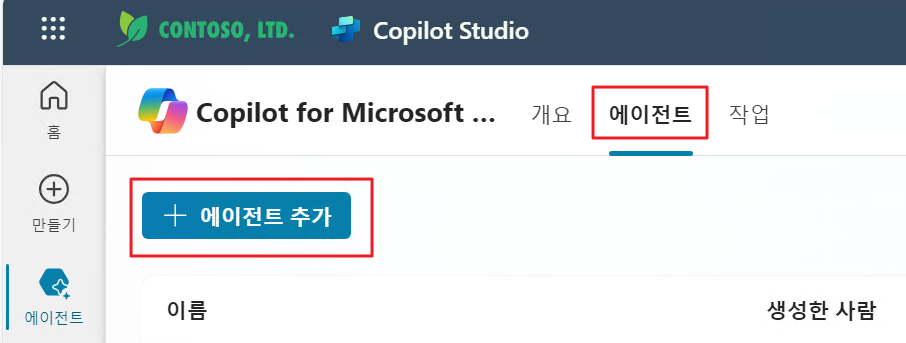 CONTOSO, LTD. Copilot Studio
Copilot for Microsoft ... 개요 에이전트 작업
홈
만들기
에이전트
+ 에이전트 추가
이름 생성한 사람